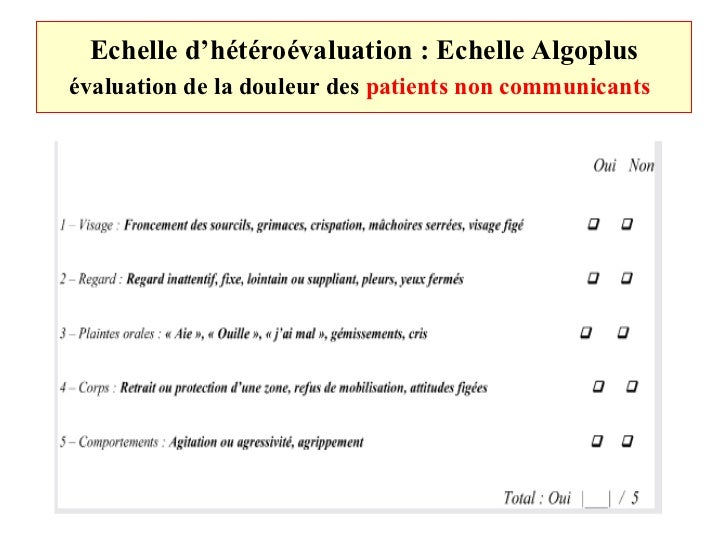 Echelle d’hétéroévaluation : Echelle Algoplus
évaluation de la douleur des patients non communicants
Oui Non
1 – Visage : Froncement des sourcils, grimaces, crispation, mâchoires serrées, visage figé ❑ ❑
2 – Regard : Regard inattentif, fixe, lointain ou suppliant, pleurs, yeux fermés ❑ ❑
3 – Plaintes orales : « Aie », « Ouille », « j’ai mal », gémissements, cris ❑ ❑
4 – Corps : Retrait ou protection d’une zone, refus de mobilisation, attitudes figées ❑ ❑
5 – Comportements : Agitation ou agressivité, agrippement ❑ ❑
Total : Oui |___| / 5